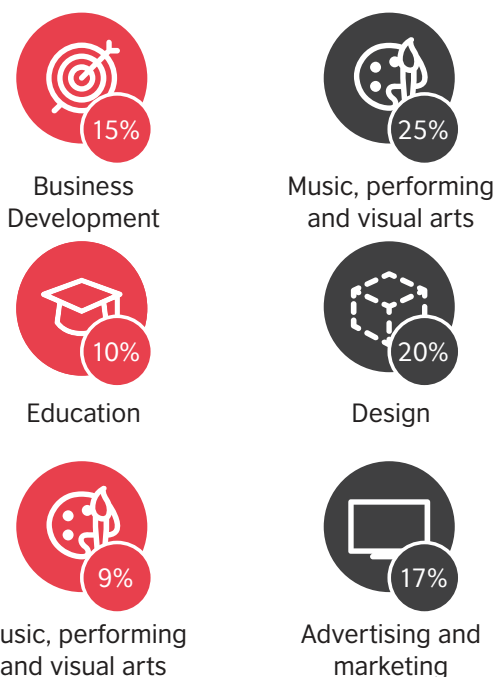 15%
Business
Development
25%
Music, performing
and visual arts
10%
Education
20%
Design
9%
usic, performing
and visual arts
17%
Advertising and
marketing